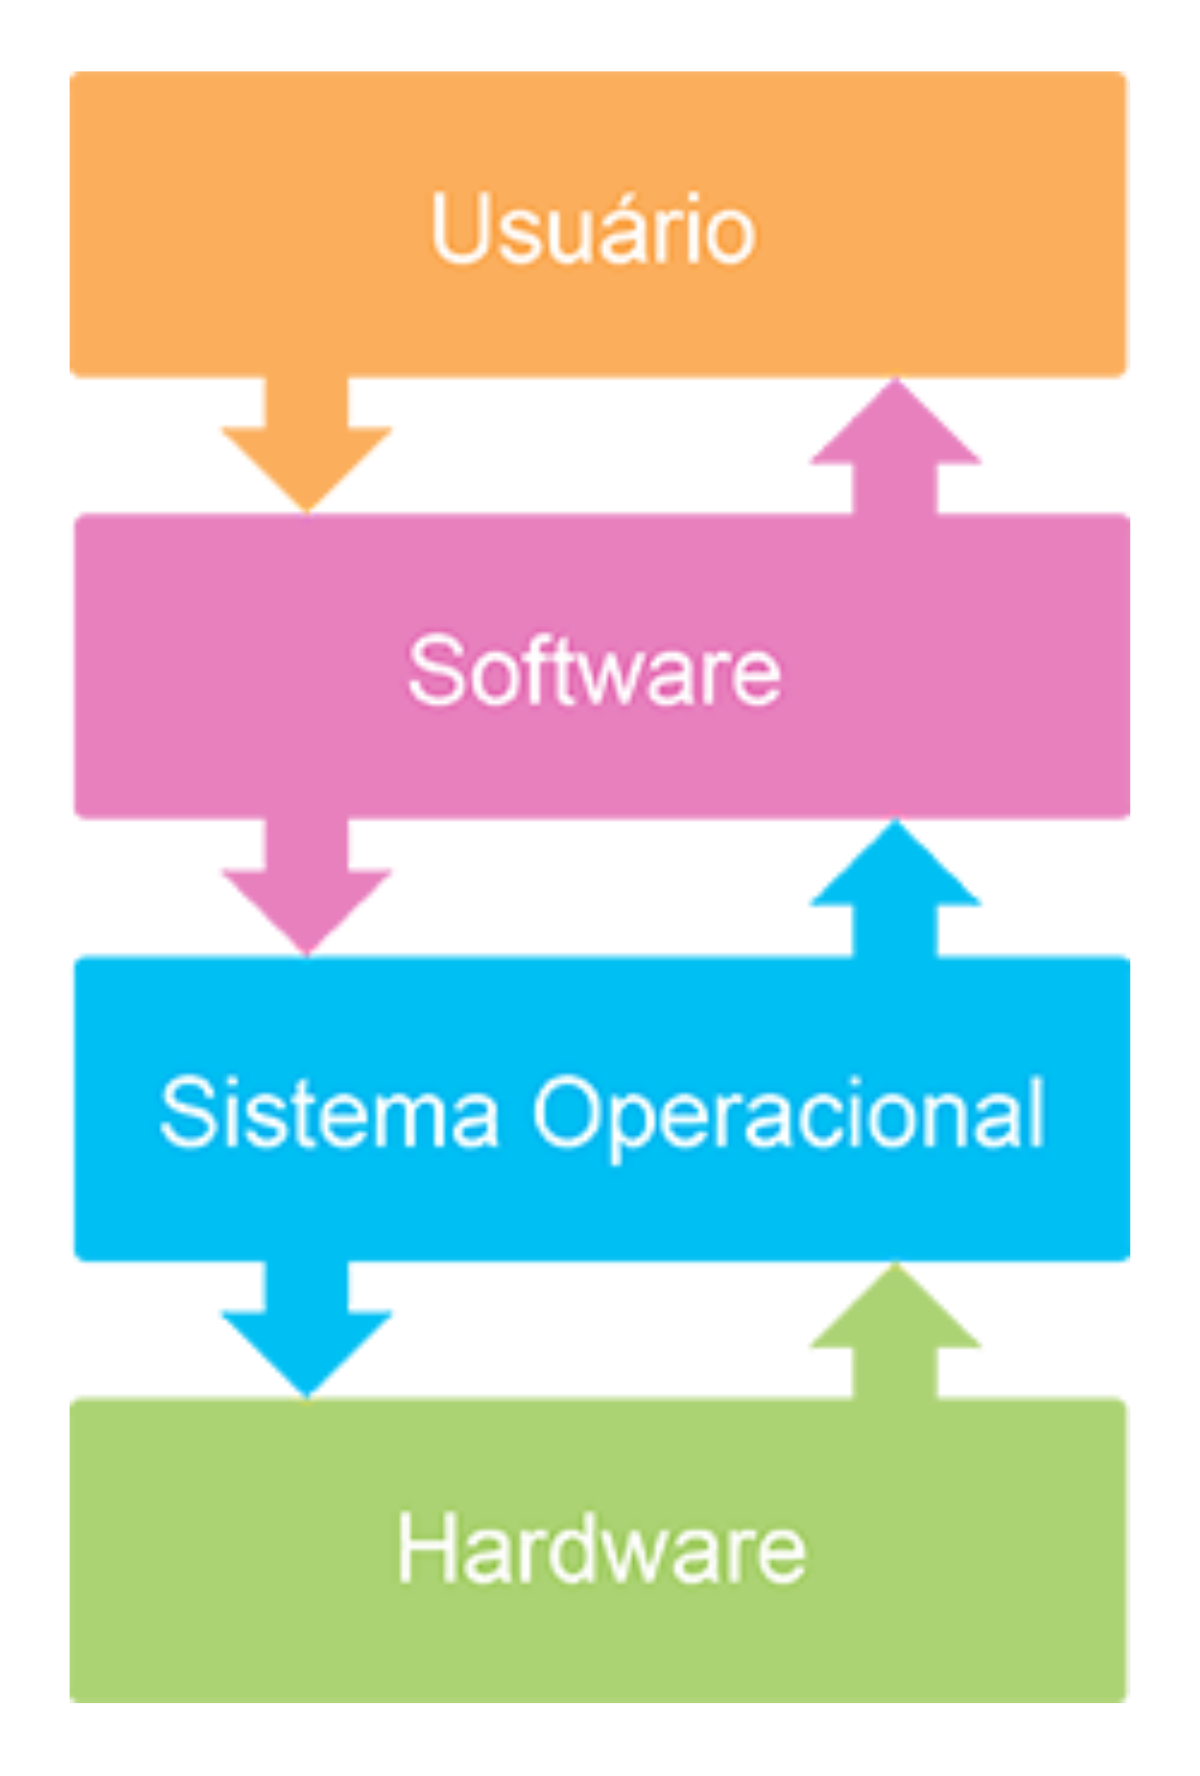 Usuário
Software
Sistema Operacional
Hardware